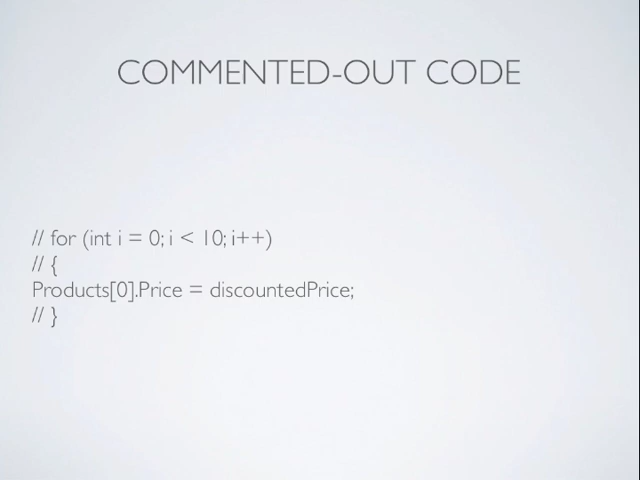 COMMENTED-OUT CODE
// for (int i = 0; i < 10; i++)
// {
Products[0].Price = discountedPrice;
// }